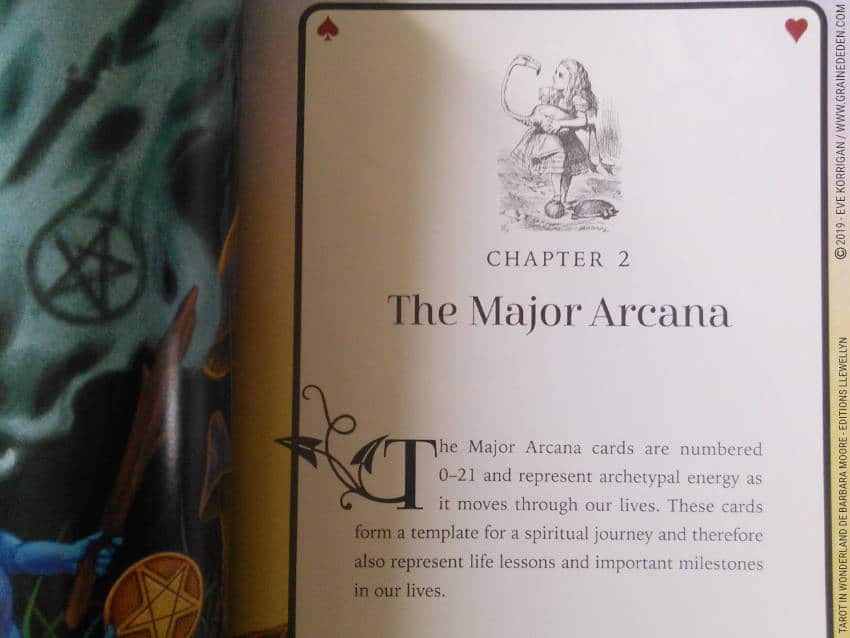 CHAPTER 2
The Major Arcana
The Major Arcana cards are numbered
0–21 and represent archetypal energy as
it moves through our lives. These cards
form a template for a spiritual journey and therefore
also represent life lessons and important milestones
in our lives.
© 2019 - EVE KORRIGAN / WWW.GRAINEDEDEN.COM
TAROT IN WONDERLAND DE BARBARA MOORE - EDITIONS LLEWELLYN